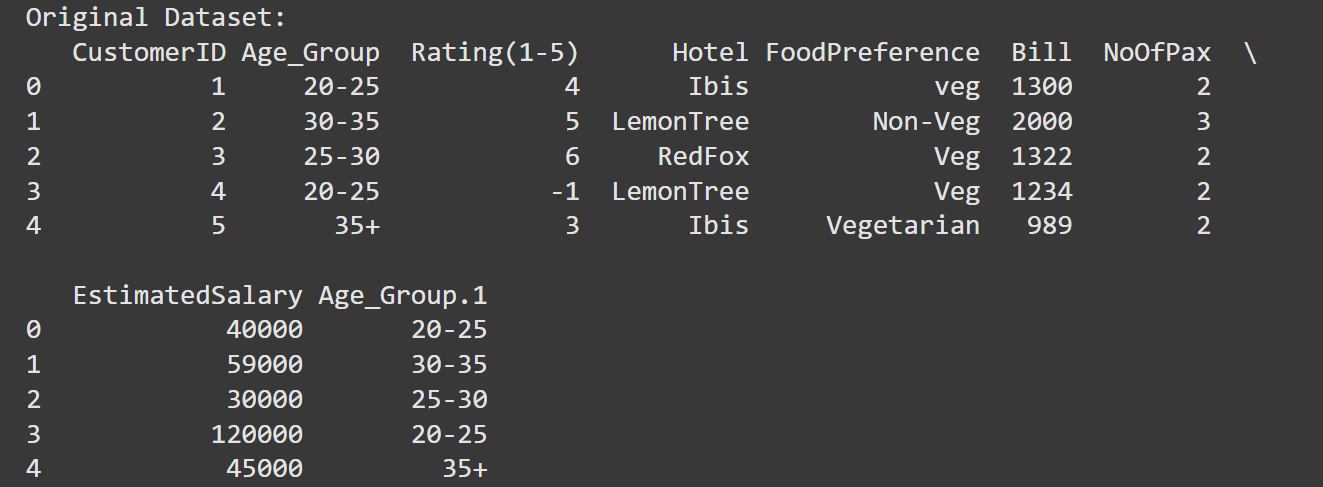 Original Dataset:
   CustomerID Age_Group  Rating(1-5)      Hotel FoodPreference  Bill  NoOfPax  \
0           1     20-25            4       Ibis            veg  1300        2
1           2     30-35            5  LemonTree        Non-Veg  2000        3
2           3     25-30            6     RedFox            Veg  1322        2
3           4     20-25           -1  LemonTree            Veg  1234        2
4           5       35+            3       Ibis     Vegetarian   989        2

   EstimatedSalary Age_Group.1
0            40000       20-25
1            59000       30-35
2            30000       25-30
3           120000       20-25
4            45000         35+